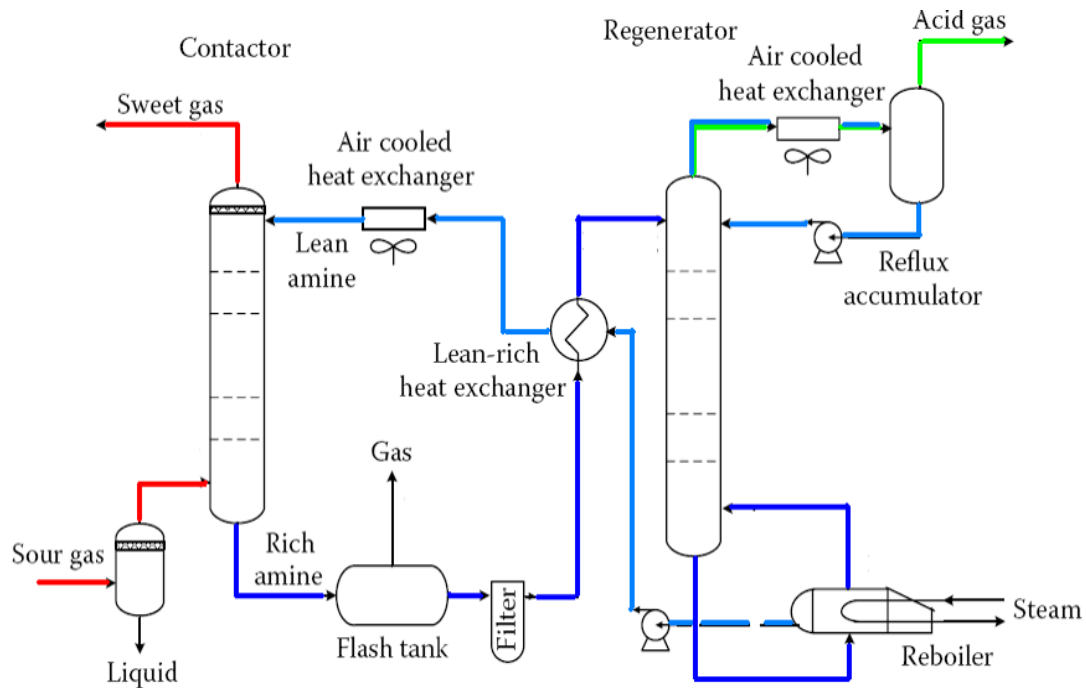 Contactor
Regenerator
Acid gas
Air cooled
heat exchanger
Sweet gas
Air cooled
heat exchanger
Lean
amine
Reflux
accumulator
Lean-rich
heat exchanger
Gas
Sour gas
Rich
amine
Filter
Flash tank
Liquid
Steam
Reboiler